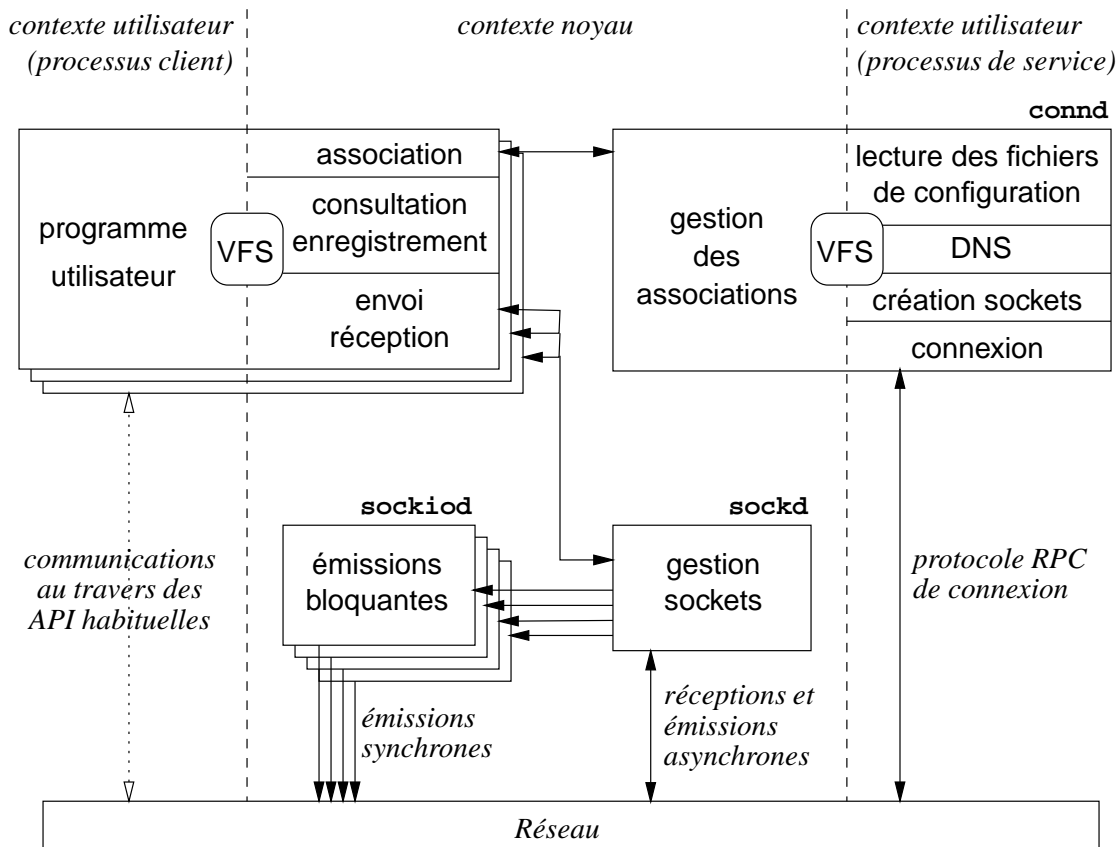 contexte utilisateur
(processus client)
contexte noyau
contexte utilisateur
(processus de service)
connd
programme
utilisateur
VFS
association
consultation
enregistrement
envoi
réception
gestion
des
associations
VFS
lecture des fichiers
de configuration
DNS
création sockets
connexion
sockiod
émissions
bloquantes
sockd
gestion
sockets
communications
au travers des
API habituelles
protocole RPC
de connexion
émissions
synchrones
réceptions et
émissions
asynchrones
Réseau